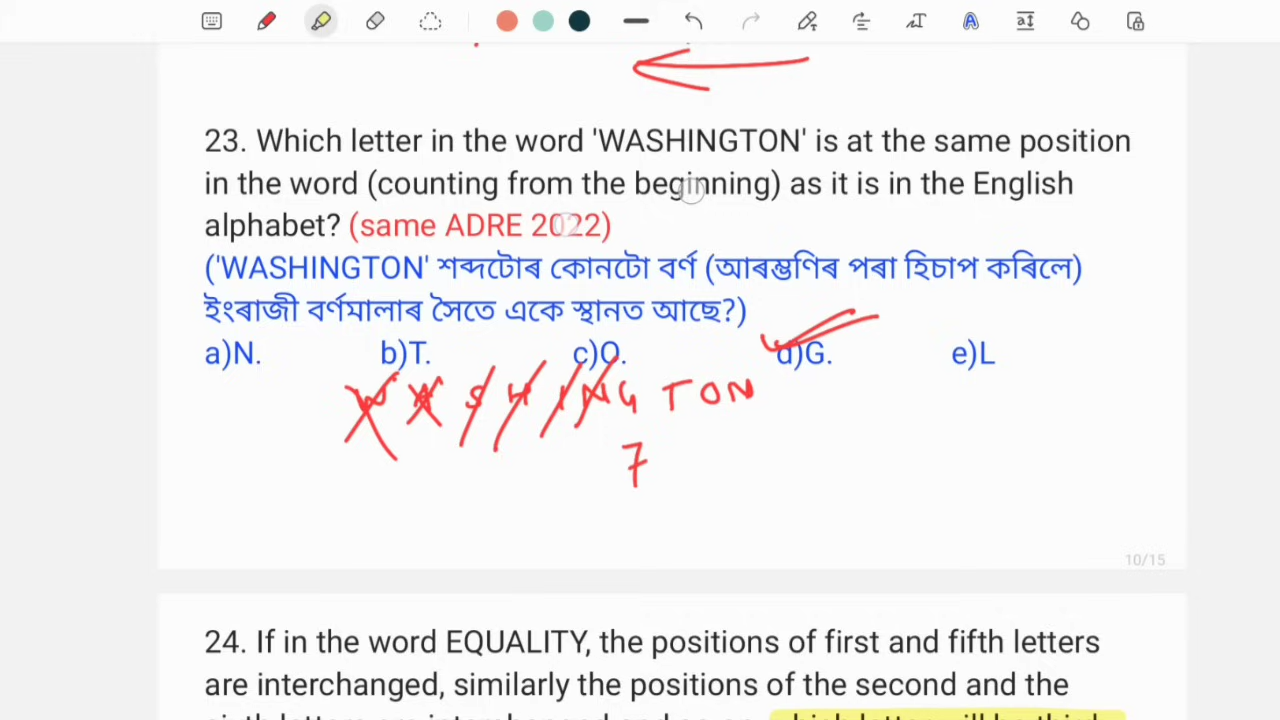 23. Which letter in the word 'WASHINGTON' is at the same position
in the word (counting from the beginning) as it is in the English
alphabet? (same ADRE 2022)
('WASHINGTON' শব্দটোৰ কোনটো বৰ্ণ (আৰম্ভণিৰ পৰা হিচাপ কৰিলে)
ইংৰাজী বৰ্ণমালাৰ সৈতে একে স্থানত আছে?)
a)N. b)T. c)O. d)G. e)L
W A S H I N G T O N
7
10/15
24. If in the word EQUALITY, the positions of first and fifth letters
are interchanged, similarly the positions of the second and the